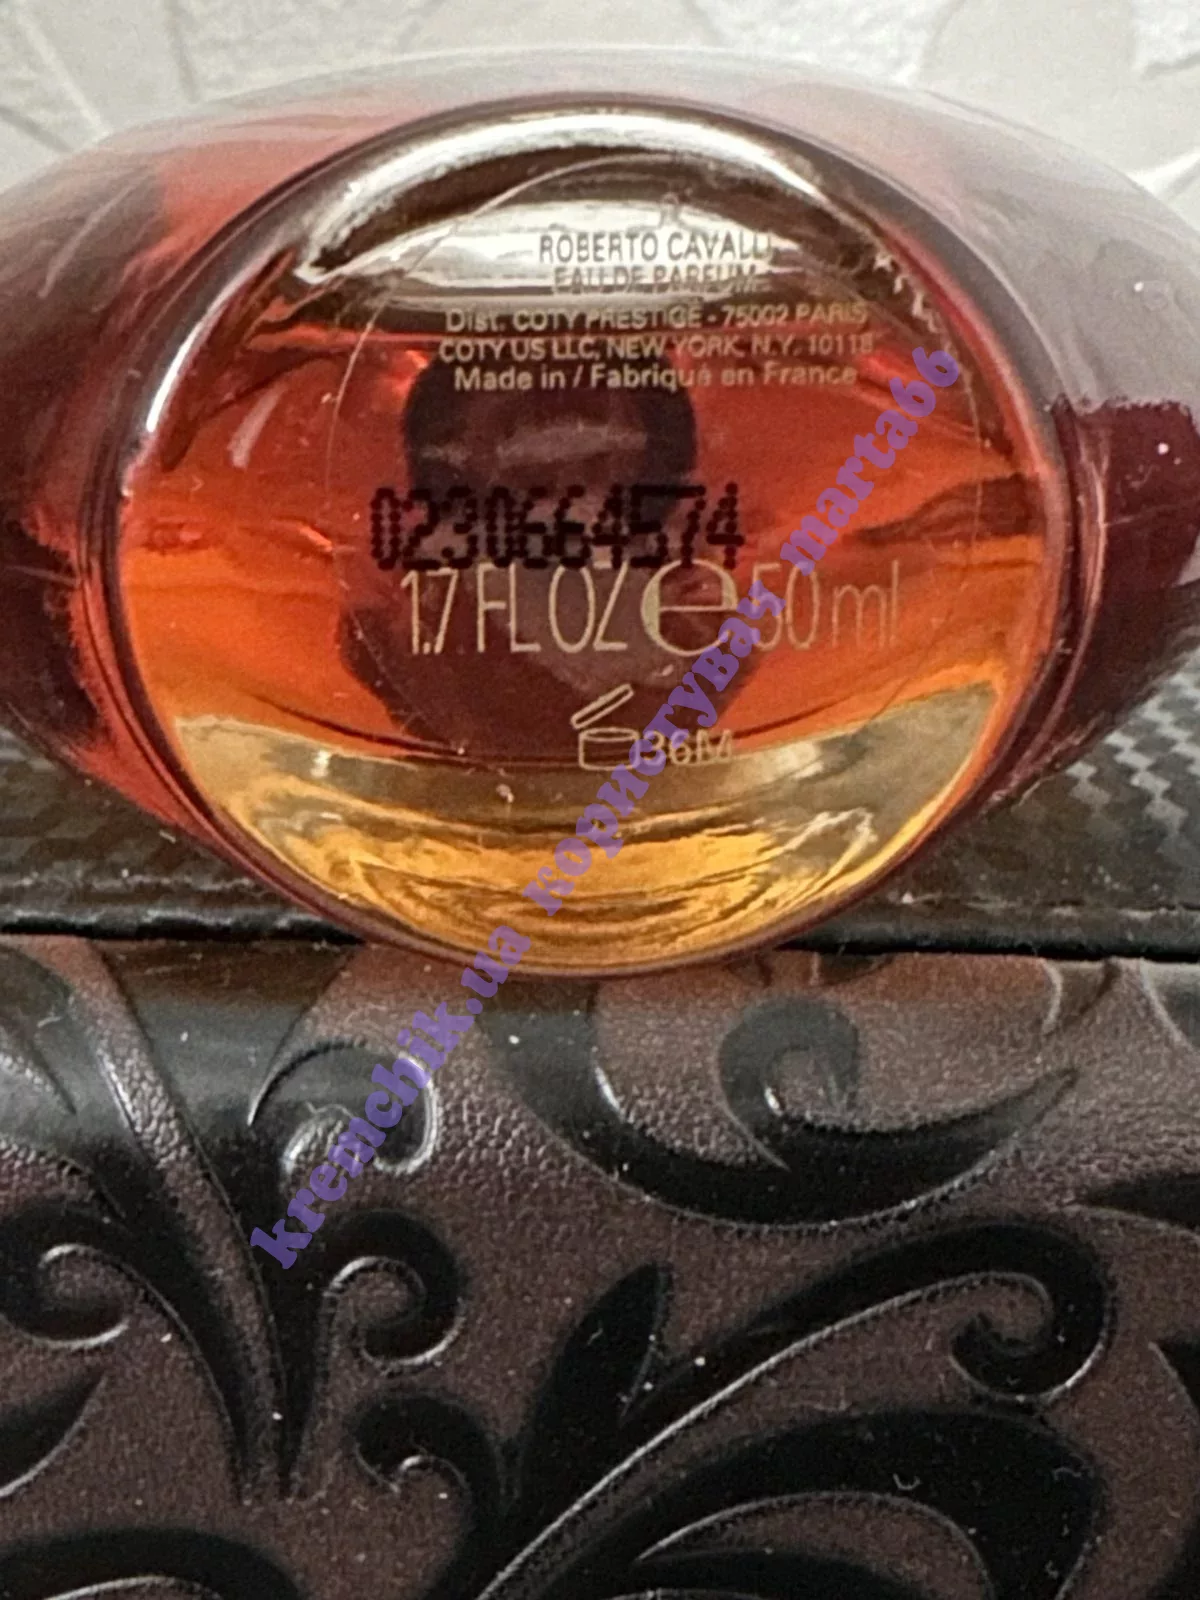 ROBERTO CAVALLI
EAU DE PARFUM
Dist. COTY PRESTIGE - 75002 PARIS
COTY US LLC, NEW YORK, N.Y. 10118
Made in / Fabriqué en France
02306664574
1.7 FL OZ ℮ 50 ml
36M
kremchik.ua користувач marta66